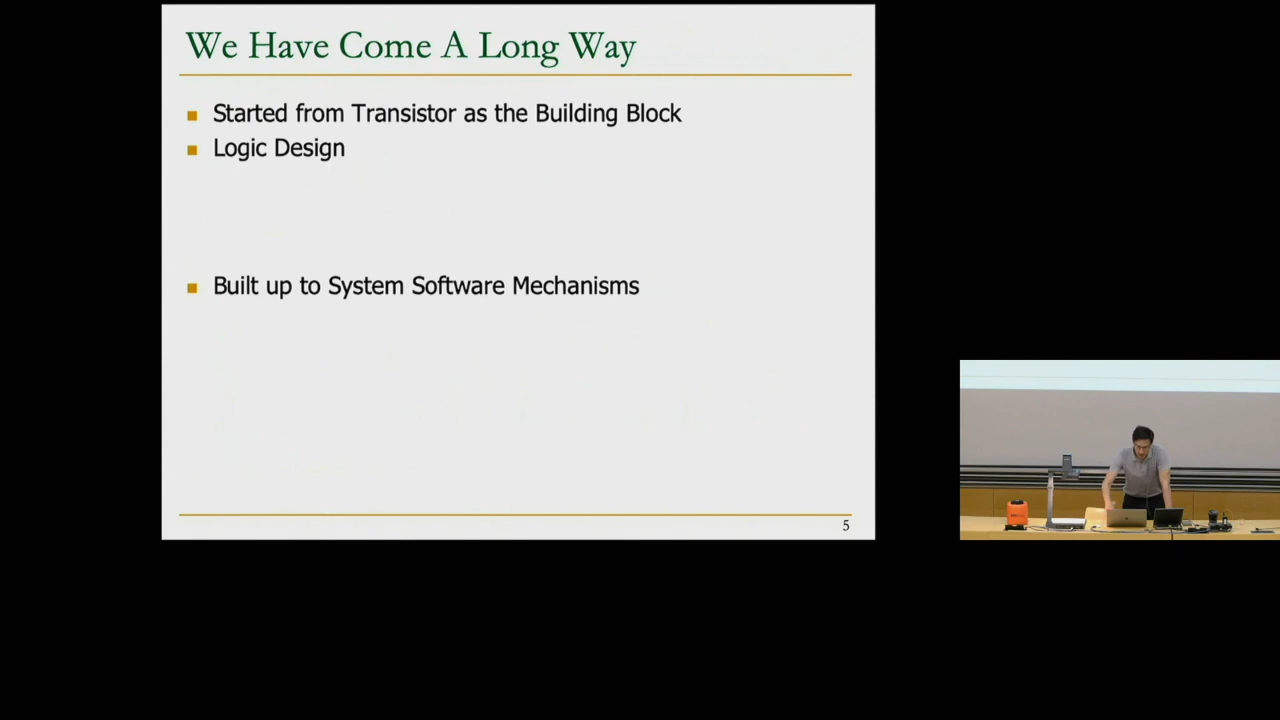 We Have Come A Long Way
Started from Transistor as the Building Block
Logic Design
Built up to System Software Mechanisms
5